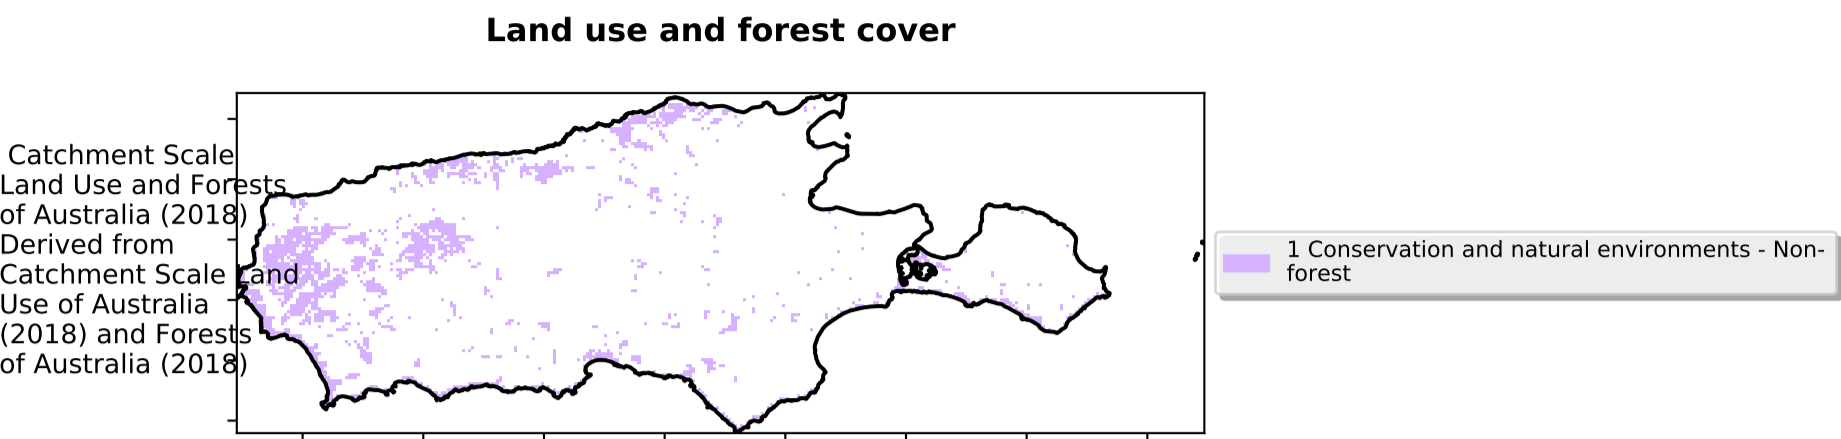 Land use and forest cover
Catchment Scale
Land Use and Forests
of Australia (2018)
Derived from
Catchment Scale Land
Use of Australia
(2018) and Forests
of Australia (2018)
1 Conservation and natural environments - Non-
forest